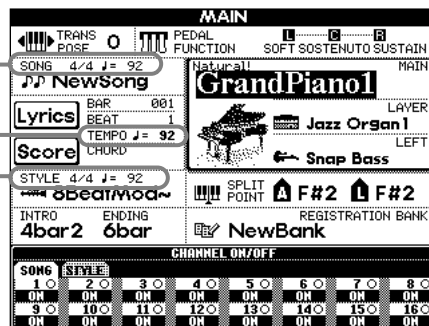 MAIN
TRANSPOSE 0 PEDAL FUNCTION L C R SOFT SOSTENUTO SUSTAIN
SONG 4/4 ♩= 92
NewSong
Natural! MAIN
GrandPiano1
Lyrics BAR 001
BEAT 1
TEMPO ♩= 92
Score CHORD
LAYER
Jazz Organ1
LEFT
Snap Bass
STYLE 4/4 ♩= 92
8BeatMod~
SPLIT POINT A F#2 L F#2
INTRO ENDING
4bar2 6bar
REGISTRATION BANK
NewBank
CHANNEL ON/OFF
SONG STYLE
1 2 3 4 5 6 7 8
ON ON ON ON ON ON ON ON
9 10 11 12 13 14 15 16
ON ON ON ON ON ON ON ON